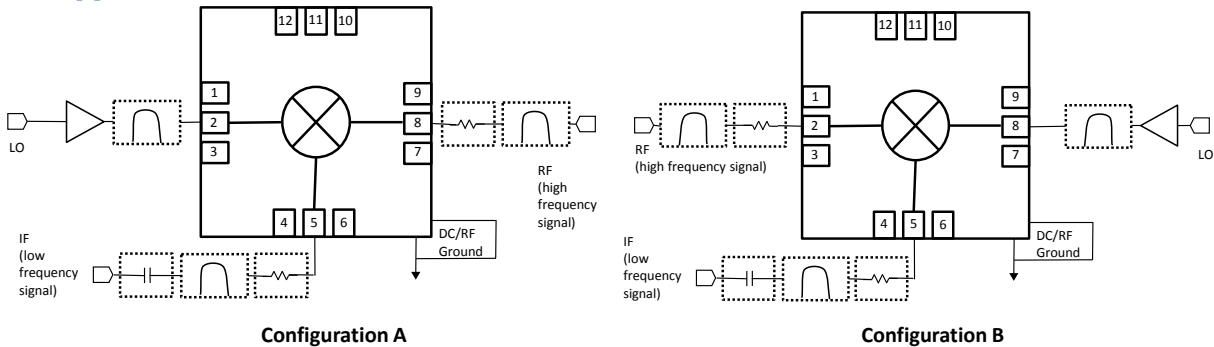 12 11 10
1
9
2
8
LO
3
7
RF
(high
frequency
signal)
4 5 6
IF
(low
frequency
signal)
DC/RF
Ground
Configuration A
12 11 10
1
9
2
8
RF
(high frequency signal)
3
7
LO
4 5 6
IF
(low
frequency
signal)
DC/RF
Ground
Configuration B